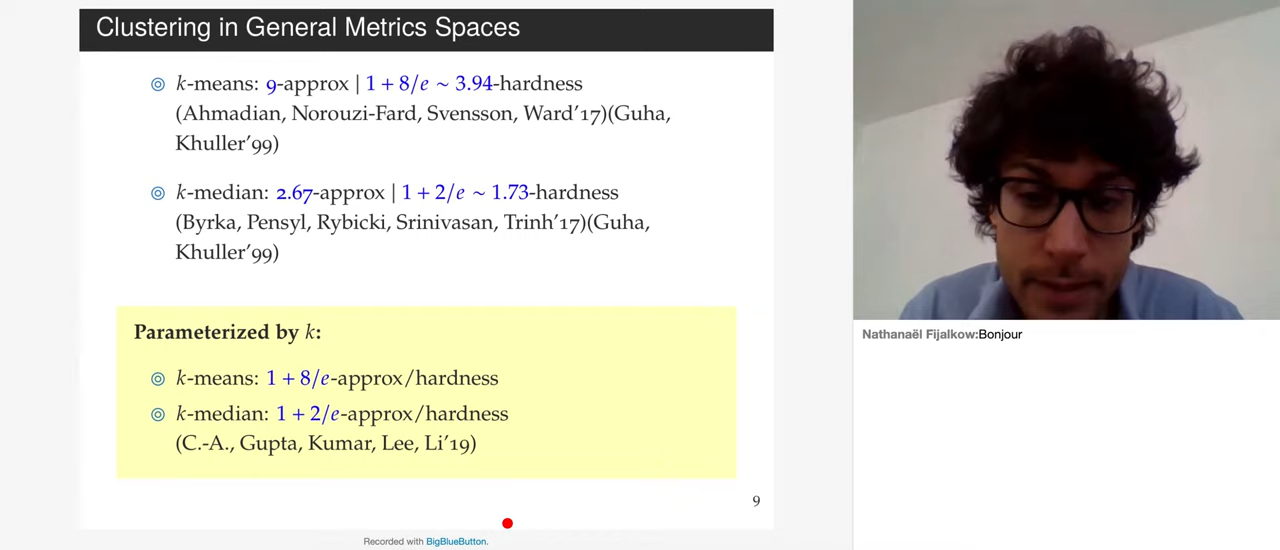 Clustering in General Metrics Spaces
◎ k-means: 9-approx | 1 + 8/e ∼ 3.94-hardness
(Ahmadian, Norouzi-Fard, Svensson, Ward'17)(Guha,
Khuller'99)
◎ k-median: 2.67-approx | 1 + 2/e ∼ 1.73-hardness
(Byrka, Pensyl, Rybicki, Srinivasan, Trinh'17)(Guha,
Khuller'99)
Parameterized by k:
◎ k-means: 1 + 8/e-approx/hardness
◎ k-median: 1 + 2/e-approx/hardness
(C.-A., Gupta, Kumar, Lee, Li'19)
9
Recorded with BigBlueButton.
Nathanaël Fijalkow:Bonjour